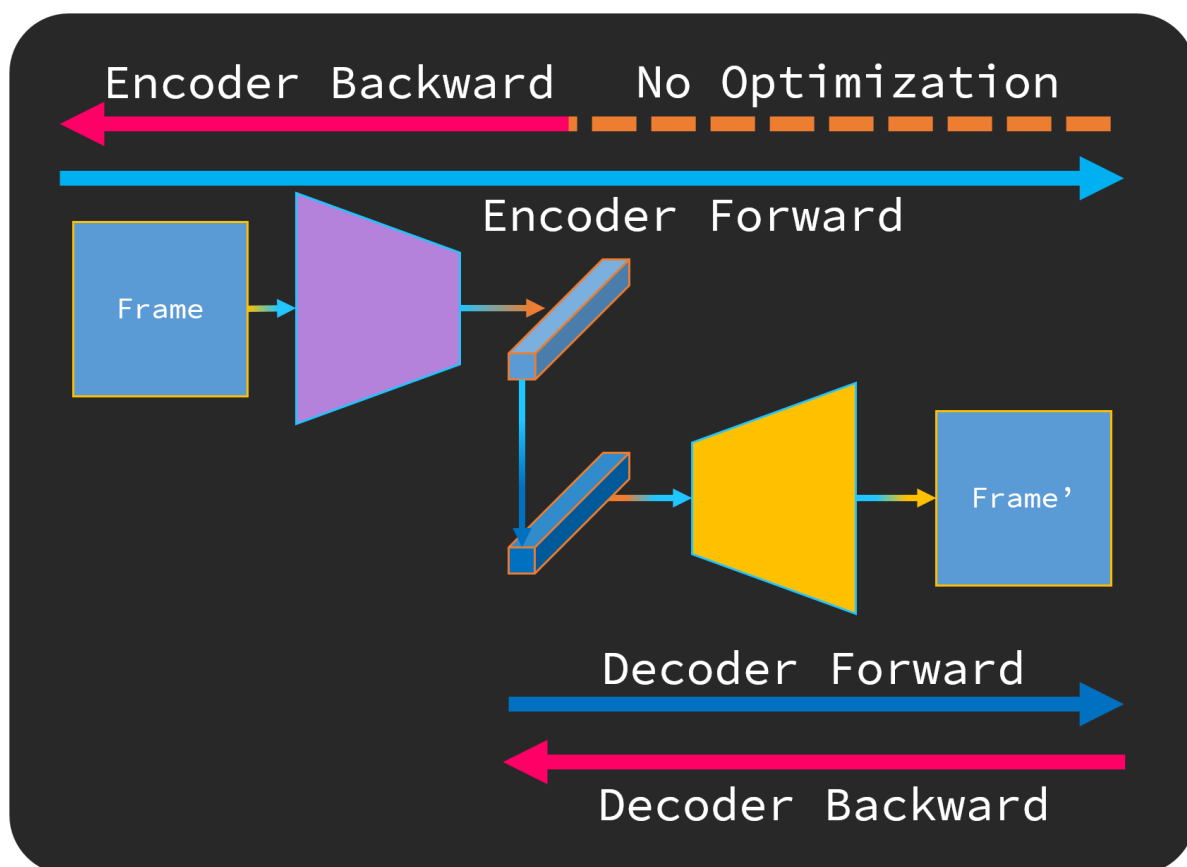 Encoder Backward
No Optimization
Encoder Forward
Frame
Frame’
Decoder Forward
Decoder Backward